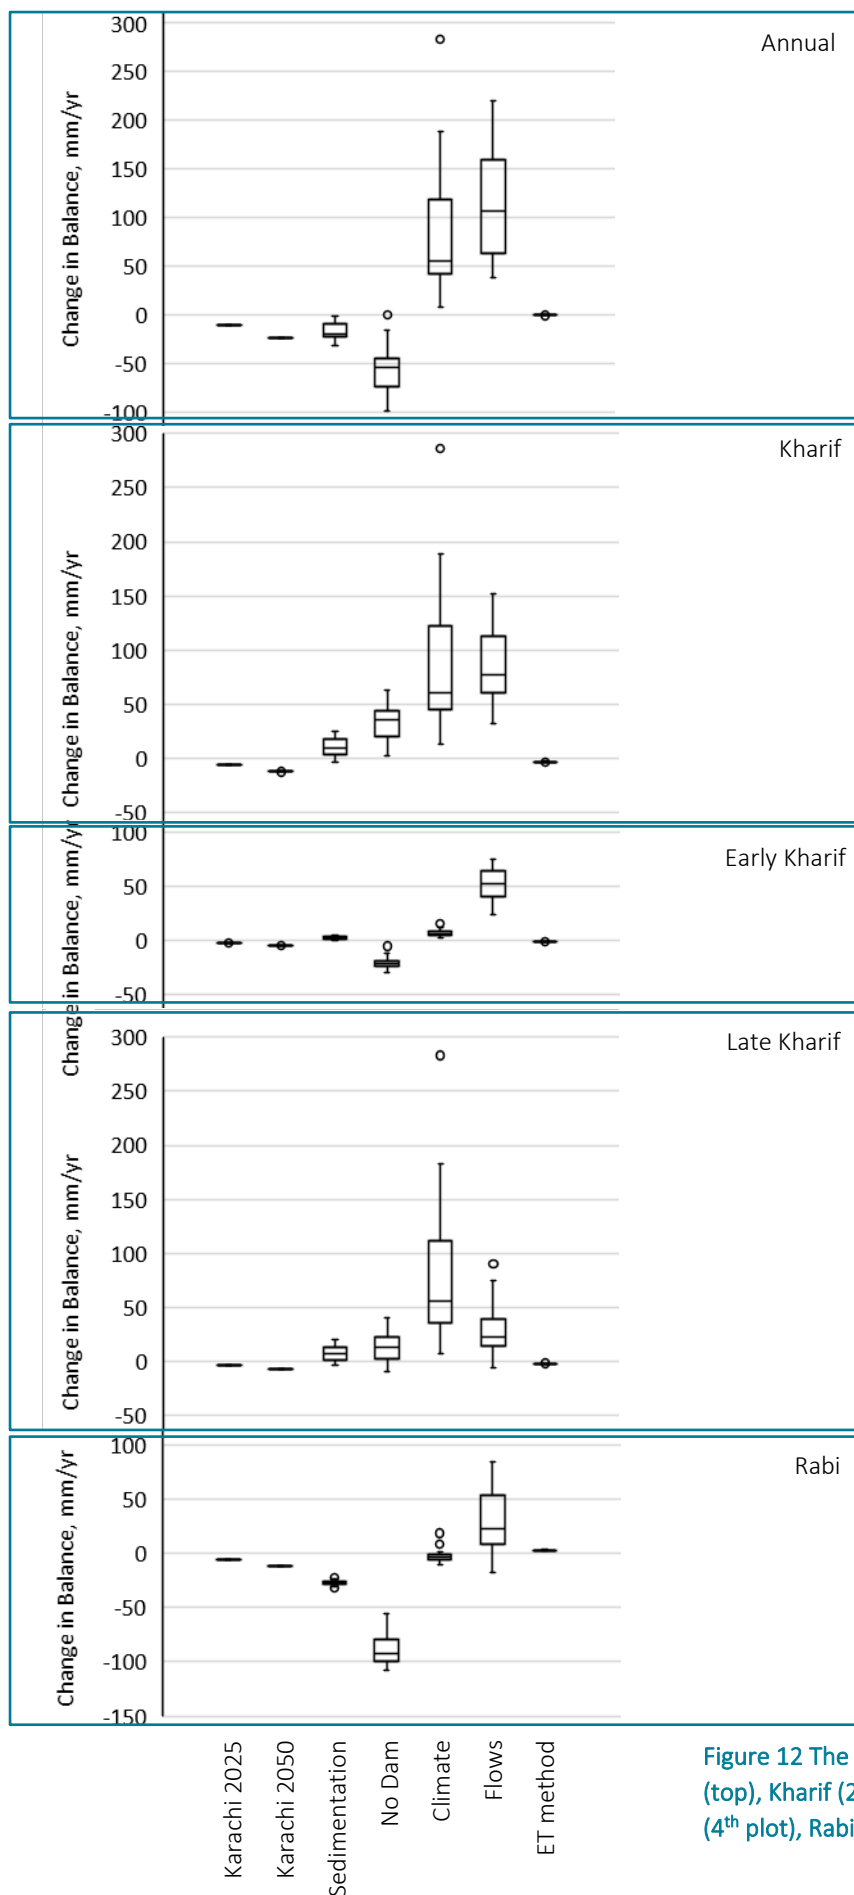 Annual
Change in Balance, mm/yr
300
250
200
150
100
50
0
-50
-100
Kharif
Change in Balance, mm/yr
300
250
200
150
100
50
0
-50
Early Kharif
Change in Balance, mm/yr
100
50
0
-50
Late Kharif
Change in Balance, mm/yr
300
250
200
150
100
50
0
-50
Rabi
Change in Balance, mm/yr
100
50
0
-50
-100
-150
Karachi 2025
Karachi 2050
Sedimentation
No Dam
Climate
Flows
ET method
Figure 12 The
(top), Kharif (2
(4th plot), Rabi